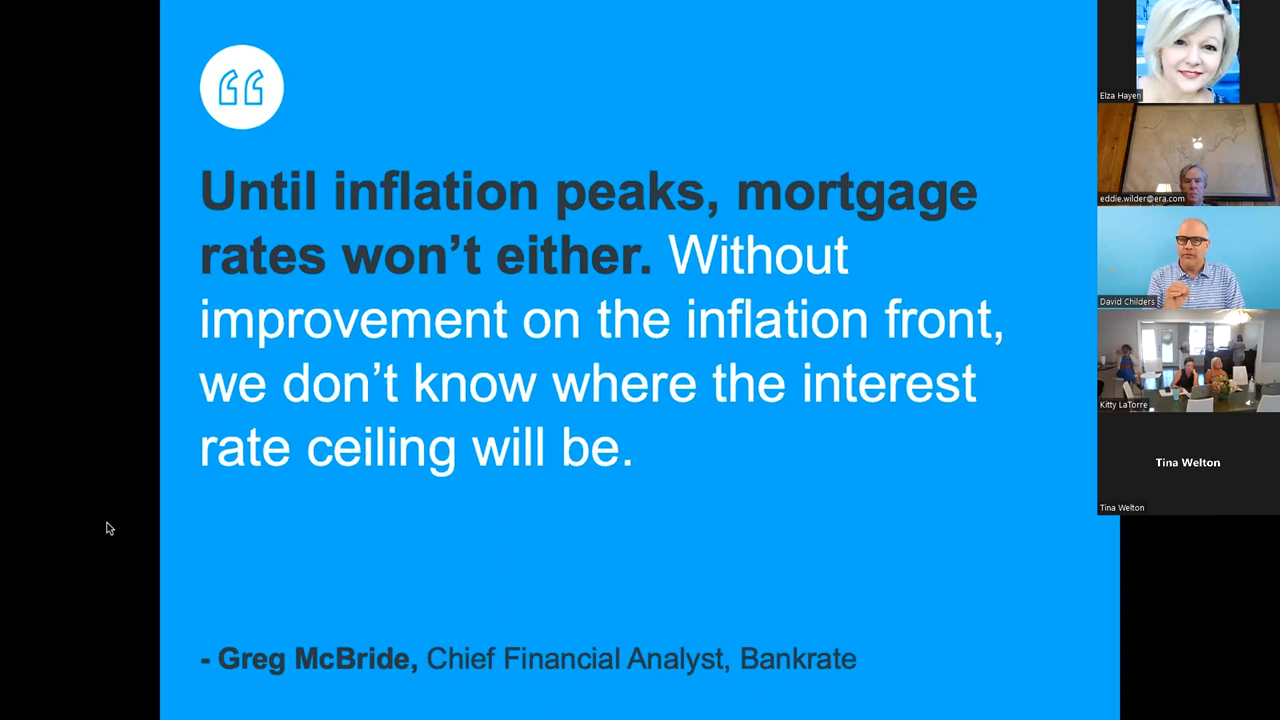 Until inflation peaks, mortgage
rates won’t either. Without
improvement on the inflation front,
we don’t know where the interest
rate ceiling will be.
- Greg McBride, Chief Financial Analyst, Bankrate
Elza Hayen
eddie.wilder@era.com
David Childers
Kitty LaTorre
Tina Welton
Tina Welton